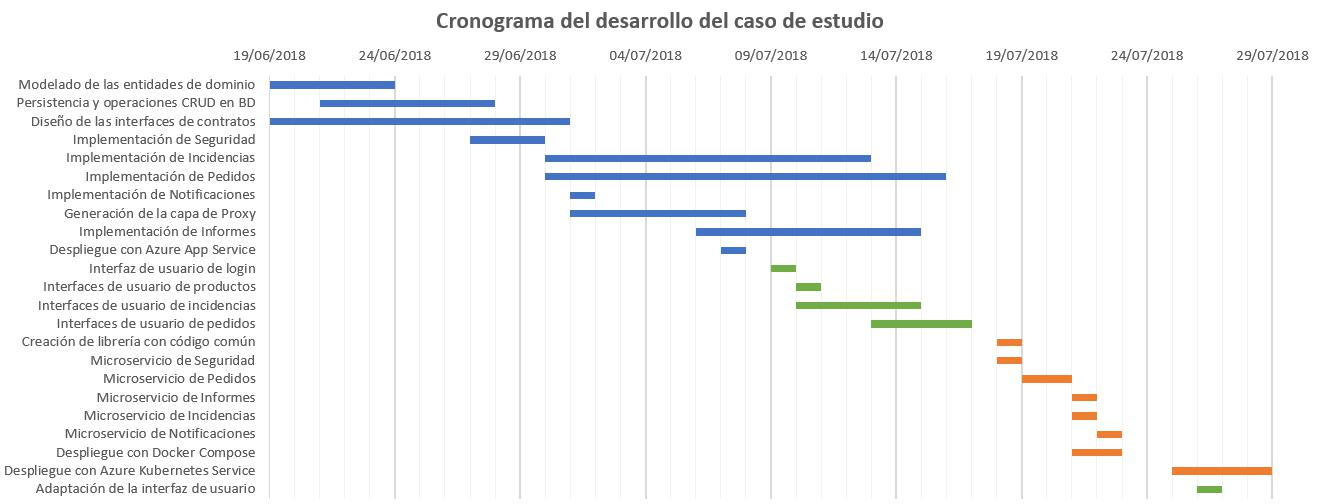 Cronograma del desarrollo del caso de estudio
19/06/2018 24/06/2018 29/06/2018 04/07/2018 09/07/2018 14/07/2018 19/07/2018 24/07/2018 29/07/2018
Modelado de las entidades de dominio
Persistencia y operaciones CRUD en BD
Diseño de las interfaces de contratos
Implementación de Seguridad
Implementación de Incidencias
Implementación de Pedidos
Implementación de Notificaciones
Generación de la capa de Proxy
Implementación de Informes
Despliegue con Azure App Service
Interfaz de usuario de login
Interfaces de usuario de productos
Interfaces de usuario de incidencias
Interfaces de usuario de pedidos
Creación de librería con código común
Microservicio de Seguridad
Microservicio de Pedidos
Microservicio de Informes
Microservicio de Incidencias
Microservicio de Notificaciones
Despliegue con Docker Compose
Despliegue con Azure Kubernetes Service
Adaptación de la interfaz de usuario